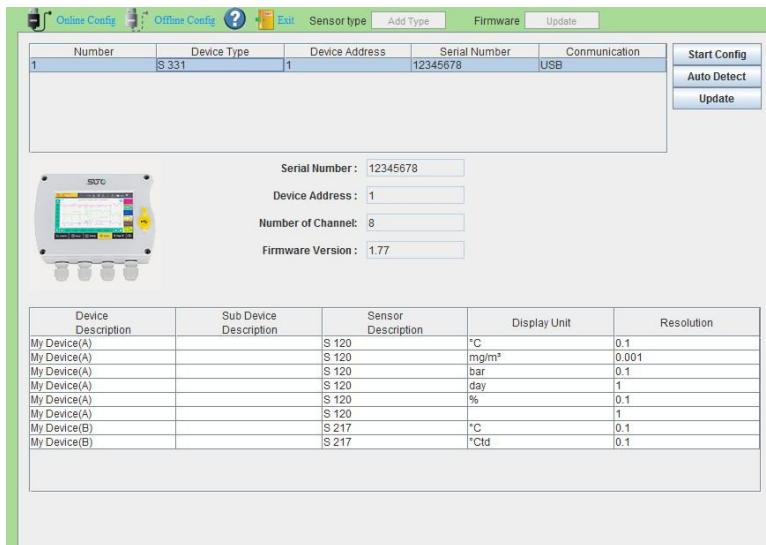 Online Config Offline Config ? Exit Sensor type Add Type Firmware Update
Number Device Type Device Address Serial Number Conmunication
1 S 331 1 12345678 USB
Start Config
Auto Detect
Update
SUTO
Serial Number : 12345678
Device Address : 1
Number of Channel: 8
Firmware Version : 1.77
Device Description Sub Device Description Sensor Description Display Unit Resolution
My Device(A) S 120 °C 0.1
My Device(A) S 120 mg/m³ 0.001
My Device(A) S 120 bar 0.1
My Device(A) S 120 day 1
My Device(A) S 120 % 0.1
My Device(A) S 120 1
My Device(B) S 217 °C 0.1
My Device(B) S 217 °Ctd 0.1